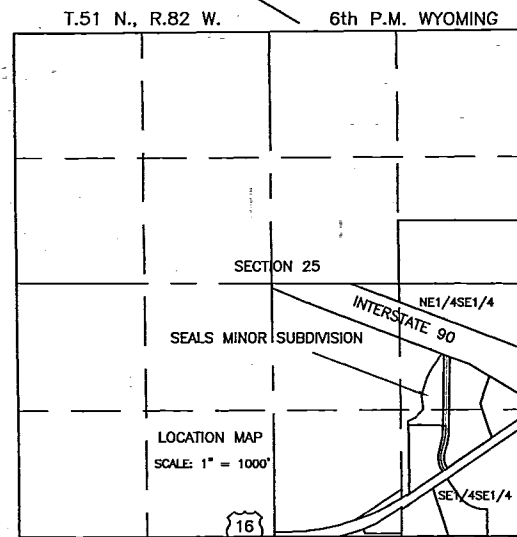 T.51 N., R.82 W. 6th P.M. WYOMING
SECTION 25
NE1/4SE1/4
INTERSTATE 90
SEALS MINOR SUBDIVISION
LOCATION MAP
SCALE: 1" = 1000'
SE1/4SE1/4
16